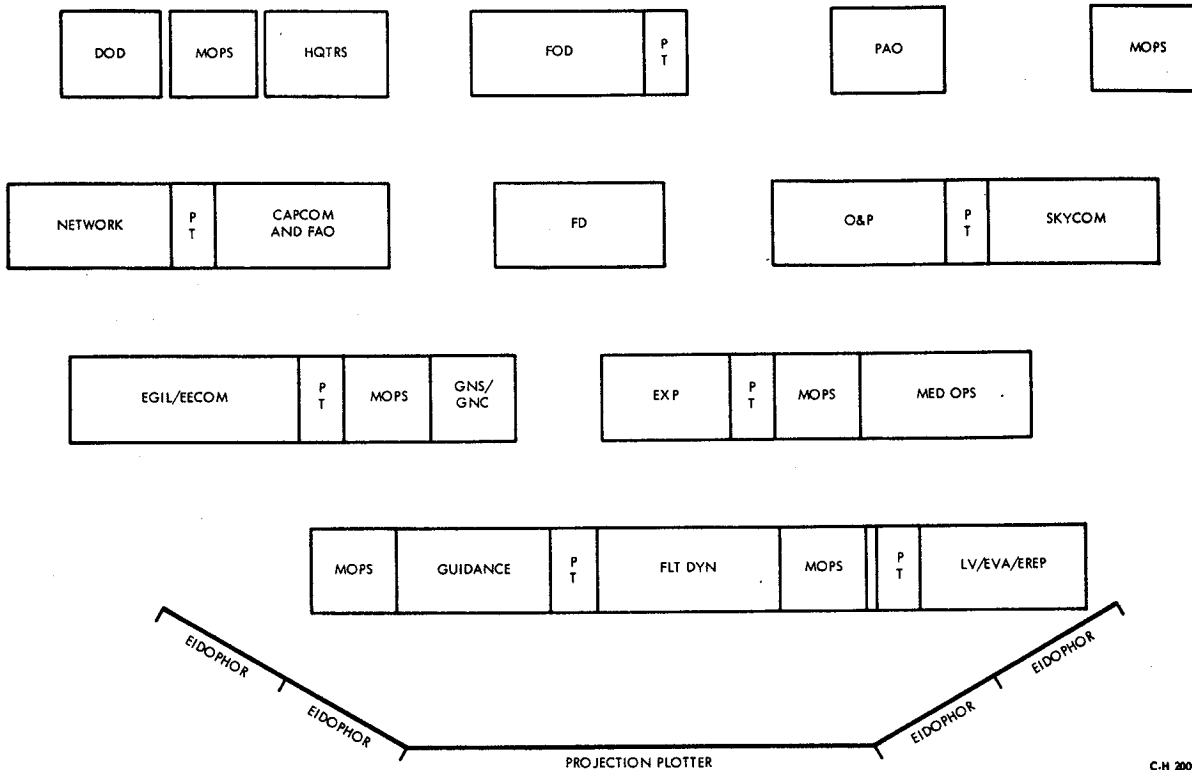 DOD
MOPS
HQTRS
FOD
P
T
PAO
MOPS
NETWORK
P
T
CAPCOM
AND FAO
FD
O&P
P
T
SKYCOM
EGIL/EECOM
P
T
MOPS
GNS/
GNC
EXP
P
T
MOPS
MED OPS
MOPS
GUIDANCE
P
T
FLT DYN
MOPS
P
T
LV/EVA/EREP
EIDOPHOR
EIDOPHOR
PROJECTION PLOTTER
EIDOPHOR
EIDOPHOR
C-H 200